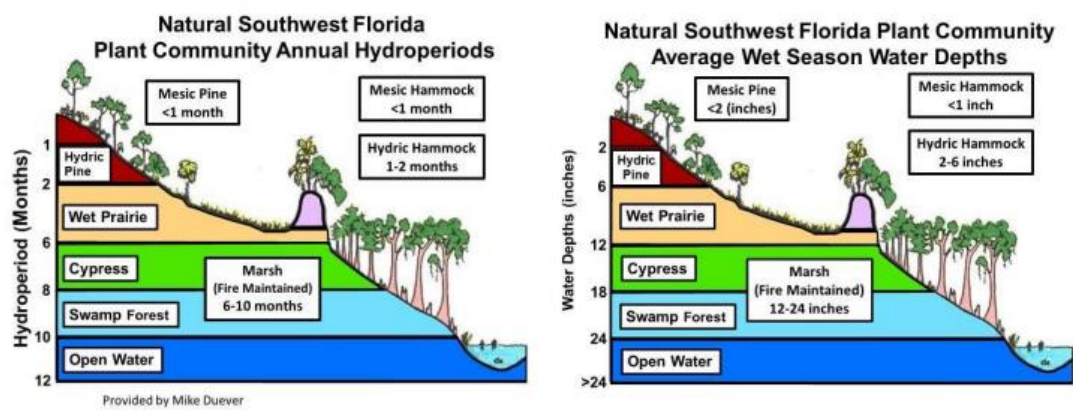 Natural Southwest Florida
Plant Community Annual Hydroperiods
Mesic Pine
<1 month
Mesic Hammock
<1 month
Hydric Hammock
1-2 months
Hydroperiod (Months)
1
Hydric
Pine
2
Wet Prairie
6
Cypress
Marsh
(Fire Maintained)
6-10 months
8
Swamp Forest
10
Open Water
12
Provided by Mike Duever
Natural Southwest Florida Plant Community
Average Wet Season Water Depths
Mesic Pine
<2 (inches)
Mesic Hammock
<1 inch
Hydric Hammock
2-6 inches
Water Depths (inches)
2
Hydric
Pine
6
Wet Prairie
12
Cypress
Marsh
(Fire Maintained)
12-24 inches
18
Swamp Forest
24
Open Water
>24